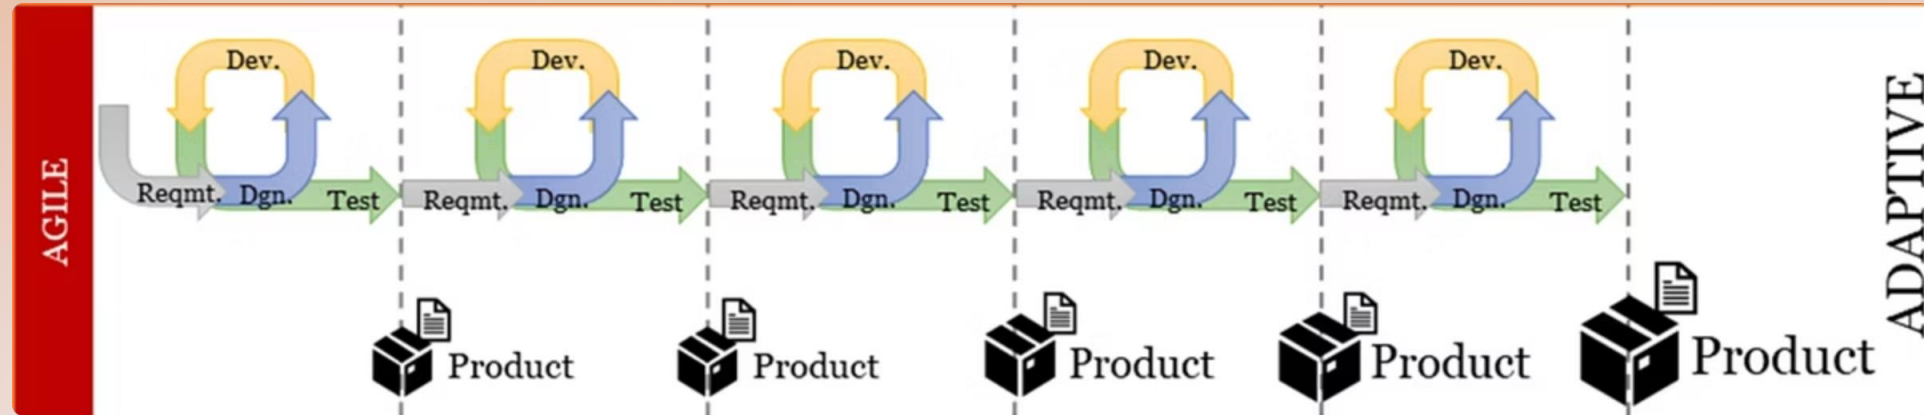 AGILE
Dev.
Reqmt.
Dgn.
Test
Dev.
Reqmt.
Dgn.
Test
Dev.
Reqmt.
Dgn.
Test
Dev.
Reqmt.
Dgn.
Test
Dev.
Reqmt.
Dgn.
Test
Product
Product
Product
Product
Product
ADAPTIVE